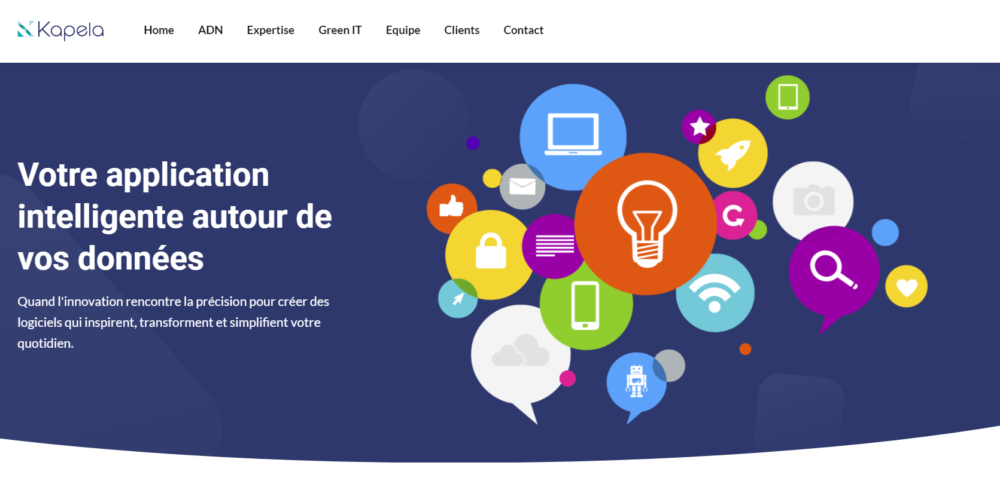 Kapela
Home ADN Expertise Green IT Equipe Clients Contact
Votre application
intelligente autour de
vos données
Quand l'innovation rencontre la précision pour créer des
logiciels qui inspirent, transforment et simplifient votre
quotidien.